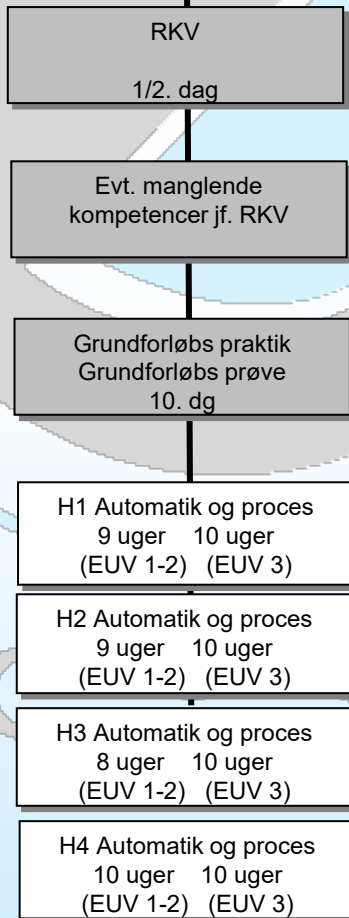 RKV
1/2. dag
Evt. manglende
kompetencer jf. RKV
Grundforløbs praktik
Grundforløbs prøve
10. dg
H1 Automatik og proces
9 uger 10 uger
(EUV 1-2) (EUV 3)
H2 Automatik og proces
9 uger 10 uger
(EUV 1-2) (EUV 3)
H3 Automatik og proces
8 uger 10 uger
(EUV 1-2) (EUV 3)
H4 Automatik og proces
10 uger 10 uger
(EUV 1-2) (EUV 3)